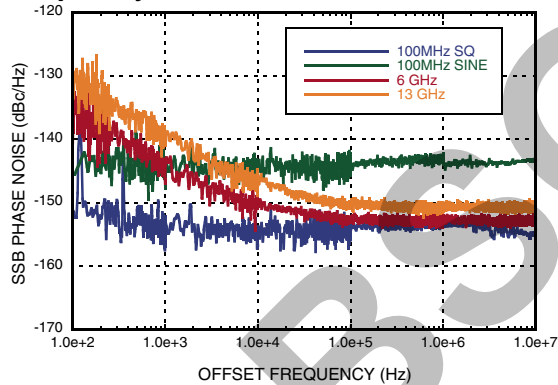 -120
-130
-140
-150
-160
-170
SSB PHASE NOISE (dBc/Hz)
100MHz SQ
100MHz SINE
6 GHz
13 GHz
1.0e+2 1.0e+3 1.0e+4 1.0e+5 1.0e+6 1.0e+7
OFFSET FREQUENCY (Hz)
BSO